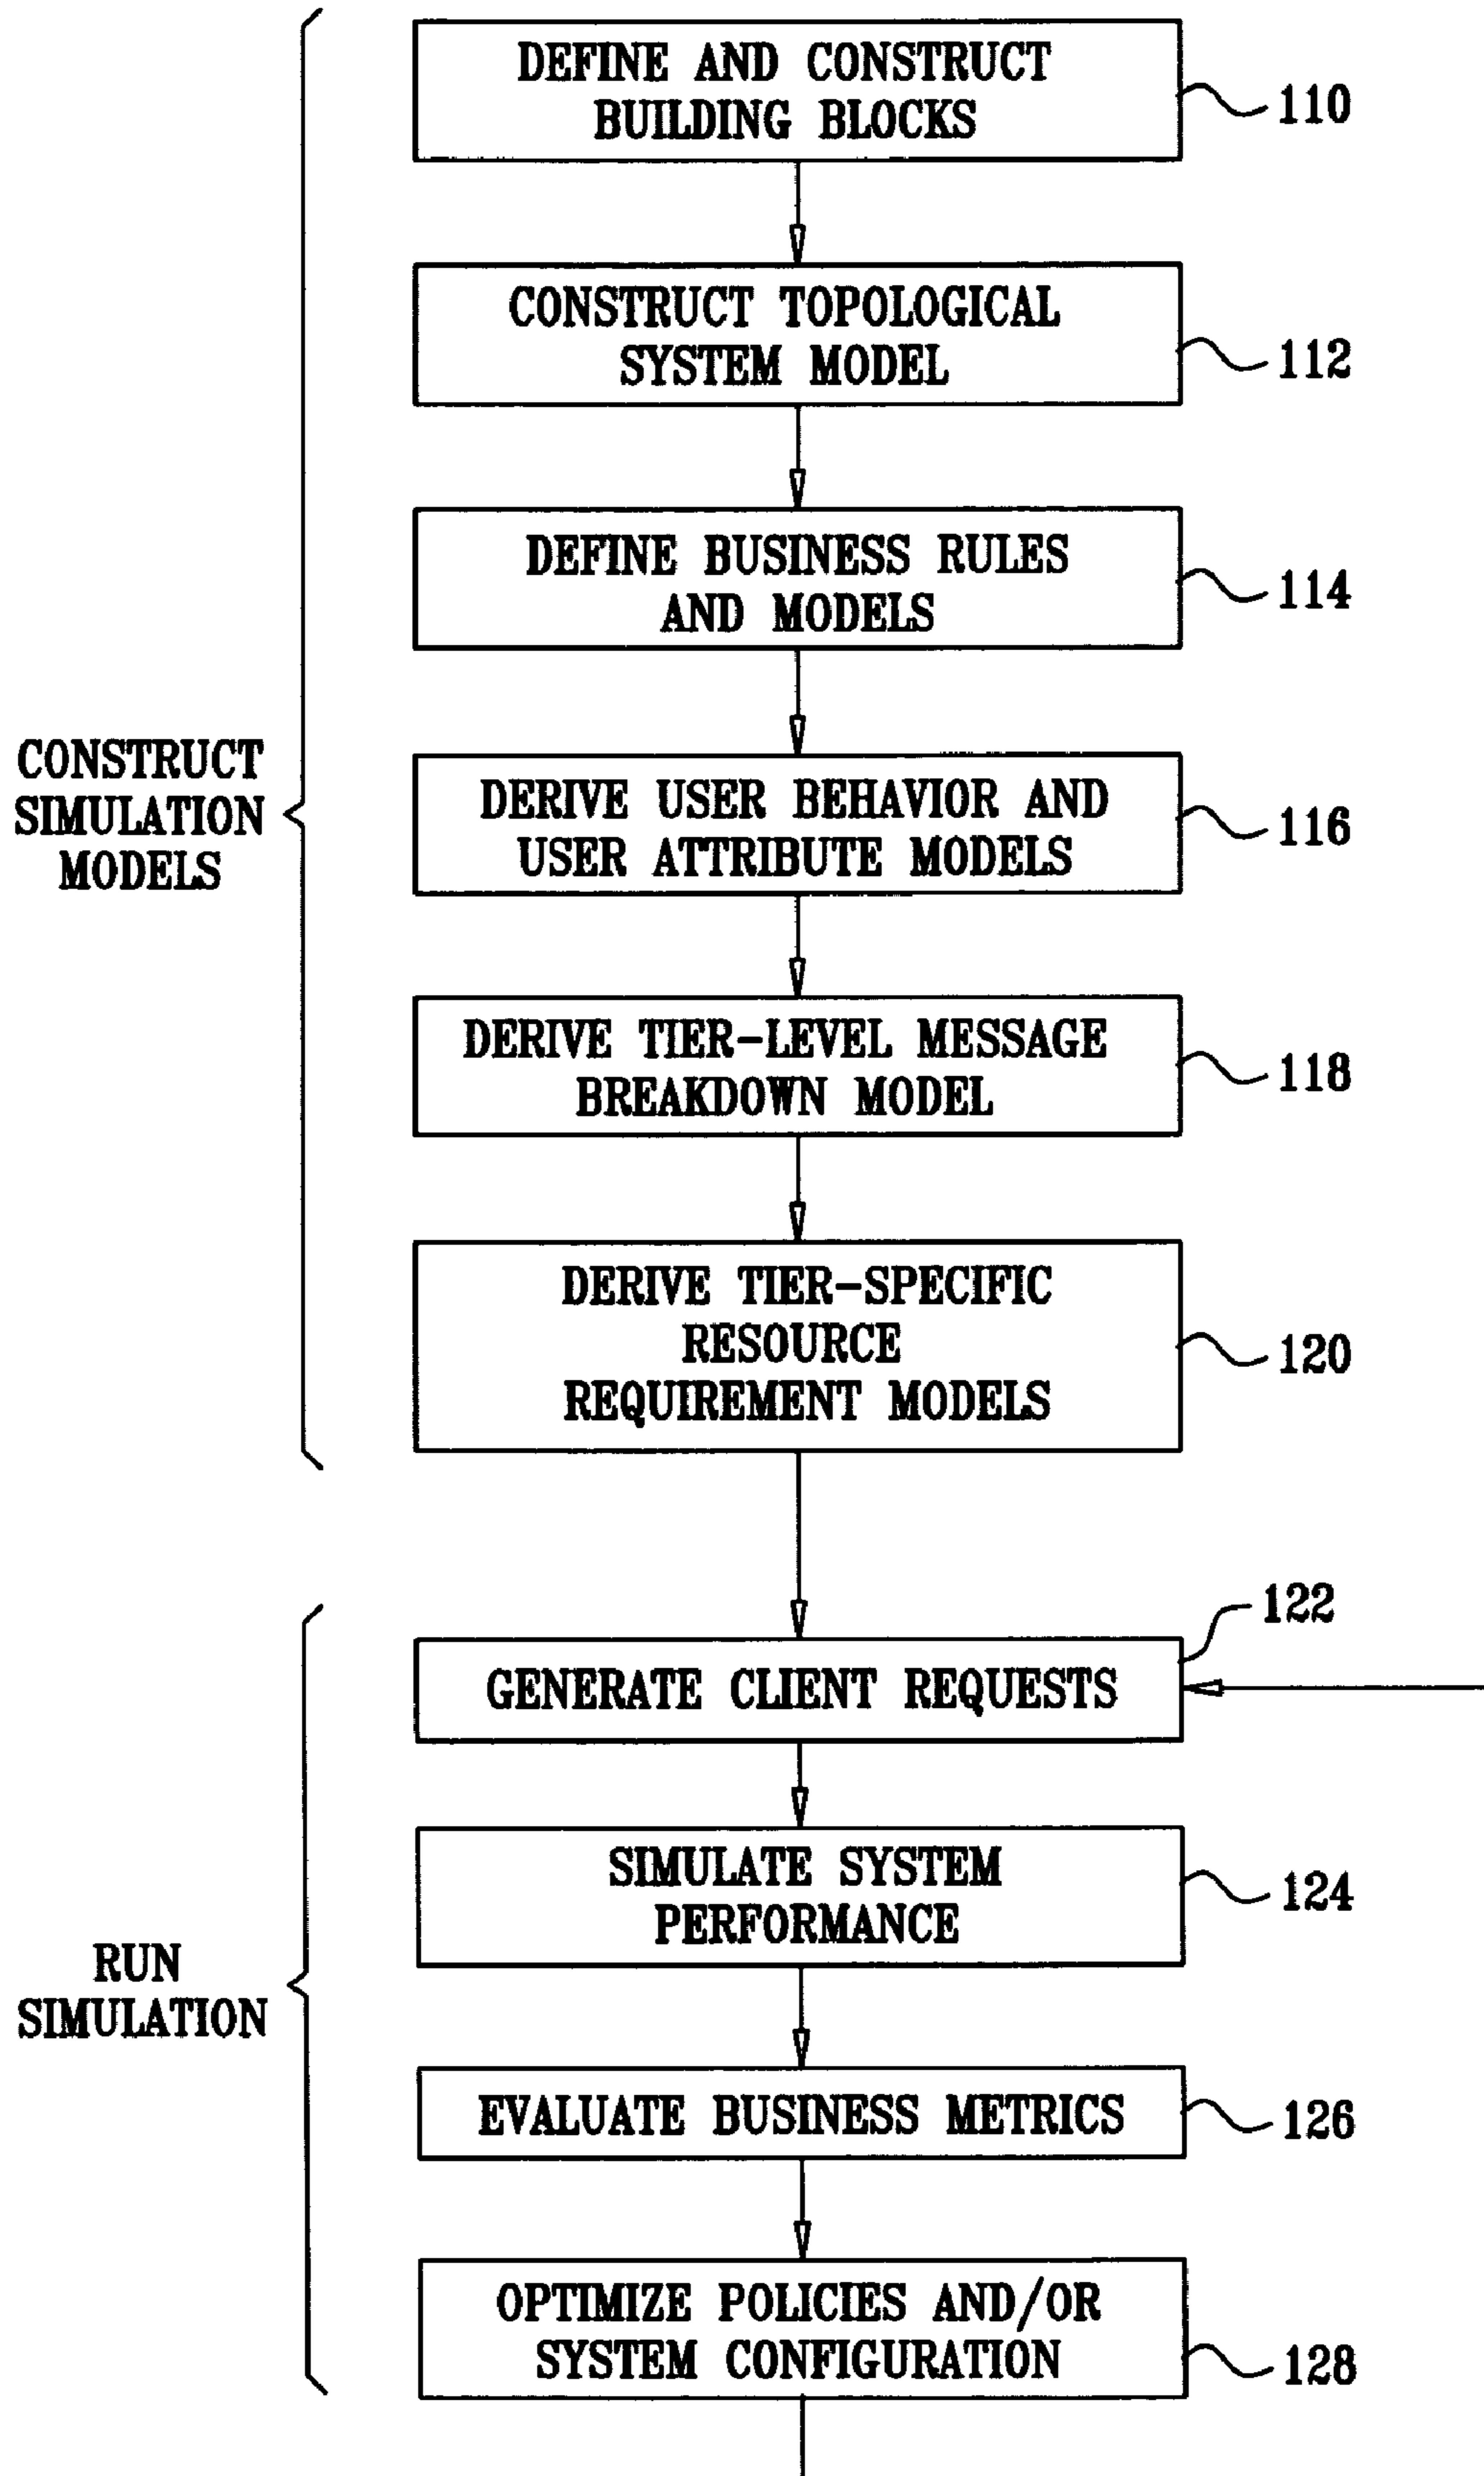 DEFINE AND CONSTRUCT
BUILDING BLOCKS
110
CONSTRUCT TOPOLOGICAL
SYSTEM MODEL
112
DEFINE BUSINESS RULES
AND MODELS
114
CONSTRUCT
SIMULATION
MODELS
DERIVE USER BEHAVIOR AND
USER ATTRIBUTE MODELS
116
DERIVE TIER-LEVEL MESSAGE
BREAKDOWN MODEL
118
DERIVE TIER-SPECIFIC
RESOURCE
REQUIREMENT MODELS
120
122
GENERATE CLIENT REQUESTS
SIMULATE SYSTEM
PERFORMANCE
124
RUN
SIMULATION
EVALUATE BUSINESS METRICS
126
OPTIMIZE POLICIES AND/OR
SYSTEM CONFIGURATION
128